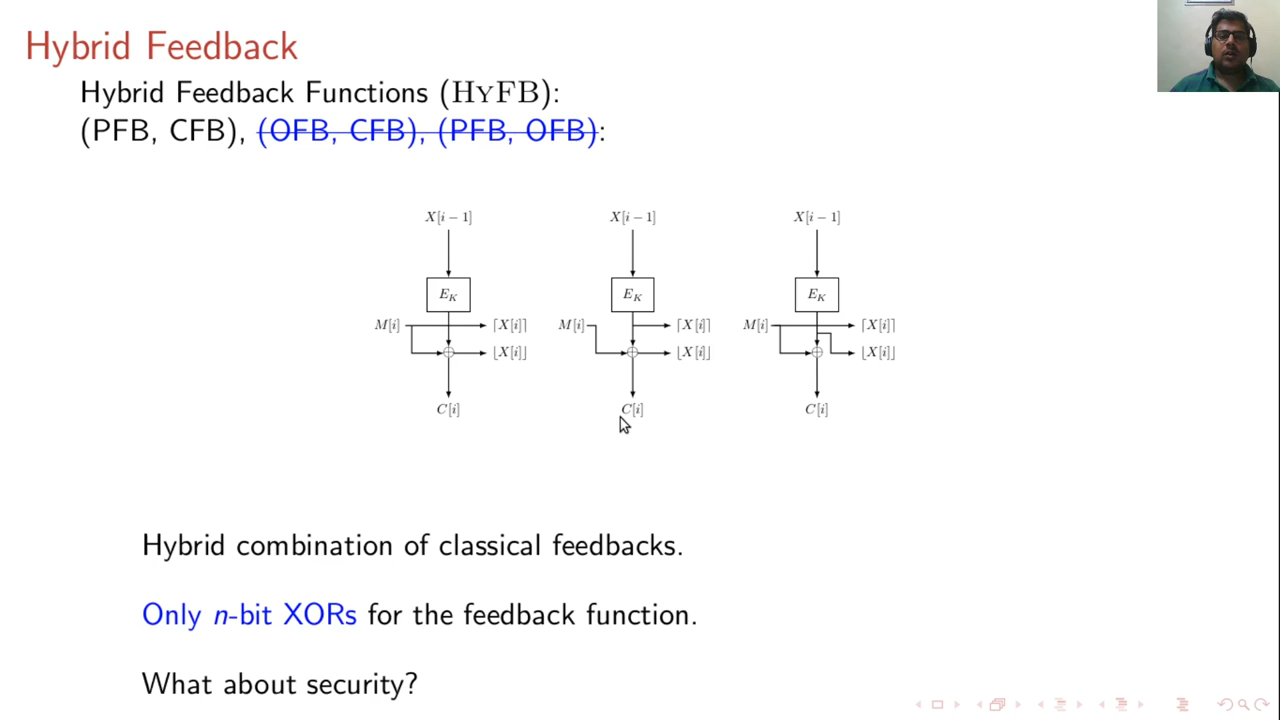 Hybrid Feedback
Hybrid Feedback Functions (HYFB):
(PFB, CFB), (OFB, CFB), (PFB, OFB):
X[i − 1] X[i − 1] X[i − 1]
E_K E_K E_K
M[i] ⌈X[i]⌉ M[i] ⌈X[i]⌉ M[i] ⌈X[i]⌉
⊕ ⌊X[i]⌋ ⊕ ⌊X[i]⌋ ⊕ ⌊X[i]⌋
C[i] C[i] C[i]
Hybrid combination of classical feedbacks.
Only n-bit XORs for the feedback function.
What about security?